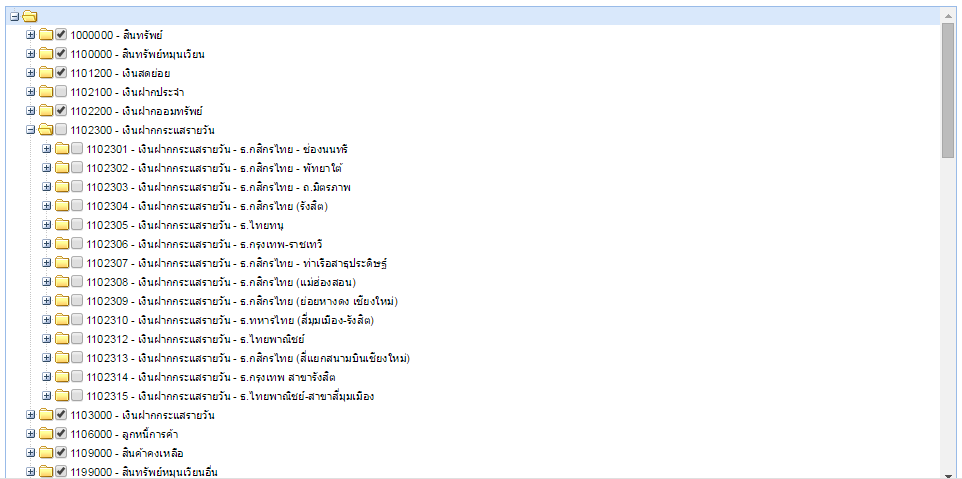 1000000 - สินทรัพย์
1100000 - สินทรัพย์หมุนเวียน
1101200 - เงินสดย่อย
1102100 - เงินฝากประจำ
1102200 - เงินฝากออมทรัพย์
1102300 - เงินฝากกระแสรายวัน
1102301 - เงินฝากกระแสรายวัน - ธ.กสิกรไทย - ช่องนนทรี
1102302 - เงินฝากกระแสรายวัน - ธ.กสิกรไทย - พัทยาใต้
1102303 - เงินฝากกระแสรายวัน - ธ.กสิกรไทย - ถ.มิตรภาพ
1102304 - เงินฝากกระแสรายวัน - ธ.กสิกรไทย (รังสิต)
1102305 - เงินฝากกระแสรายวัน - ธ.ไทยทนุ
1102306 - เงินฝากกระแสรายวัน - ธ.กรุงเทพ-ราชเทวี
1102307 - เงินฝากกระแสรายวัน - ธ.กสิกรไทย - ท่าเรือสาธุประดิษฐ์
1102308 - เงินฝากกระแสรายวัน - ธ.กสิกรไทย (แม่ฮ่องสอน)
1102309 - เงินฝากกระแสรายวัน - ธ.กสิกรไทย (ย่อยหางดง เชียงใหม่)
1102310 - เงินฝากกระแสรายวัน - ธ.ทหารไทย (สี่มุมเมือง-รังสิต)
1102312 - เงินฝากกระแสรายวัน - ธ.ไทยพาณิชย์
1102313 - เงินฝากกระแสรายวัน - ธ.กสิกรไทย (สี่แยกสนามบินเชียงใหม่)
1102314 - เงินฝากกระแสรายวัน - ธ.กรุงเทพ สาขารังสิต
1102315 - เงินฝากกระแสรายวัน - ธ.ไทยพาณิชย์-สาขาสี่มุมเมือง
1103000 - เงินฝากกระแสรายวัน
1106000 - ลูกหนี้การค้า
1109000 - สินค้าคงเหลือ
1199000 - สินทรัพย์หมุนเวียนอื่น